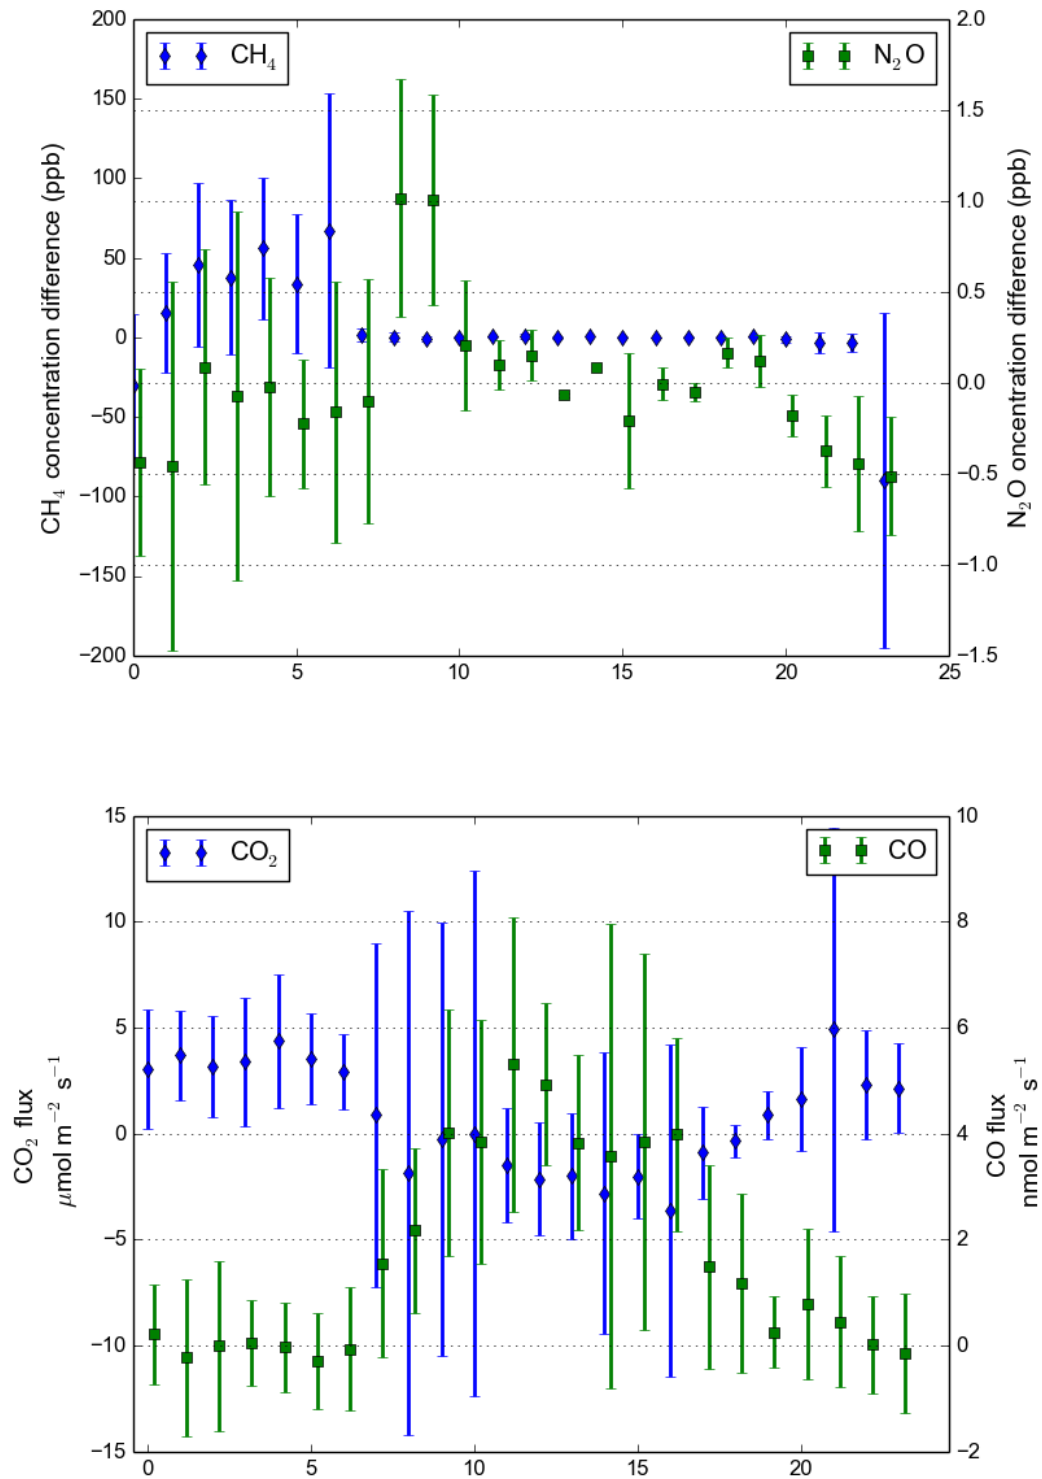 200
150
100
50
0
−50
−100
−150
−200
CH₄ concentration difference (ppb)
CH₄
N₂O
2.0
1.5
1.0
0.5
0.0
−0.5
−1.0
−1.5
N₂O oncentration difference (ppb)
0 5 10 15 20 25
15
10
5
0
−5
−10
−15
CO₂ flux
μmol m⁻² s⁻¹
CO₂
CO
10
8
6
4
2
0
−2
CO flux
nmol m⁻² s⁻¹
0 5 10 15 20